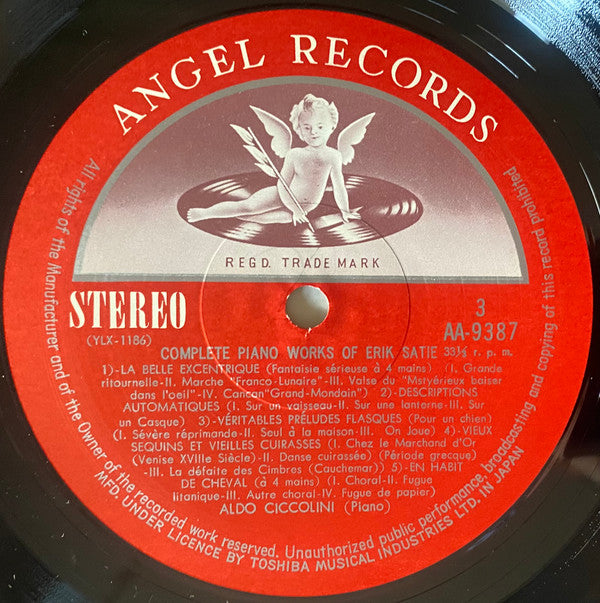 ANGEL RECORDS
REGD. TRADE MARK
STEREO
(YLX-1186)
3
AA-9387
COMPLETE PIANO WORKS OF ERIK SATIE 33⅓ r. p. m.
1)-LA BELLE EXCENTRIQUE (Fantaisie sérieuse à 4 mains) (I. Grande
ritournelle-II. Marche "Franco-Lunaire"-III. Valse du "Mstyérieux baiser
dans l'oeil"-IV. Cancan"Grand-Mondain") 2)-DESCRIPTIONS
AUTOMATIQUES (I. Sur un vaisseau-II. Sur une lanterne-III. Sur
un Casque) 3)-VÉRITABLES PRÉLUDES FLASQUES (Pour un chien)
(I. Sévère réprimande-II. Seul à la maison-III. On Joue) 4)-VIEUX
SEQUINS ET VIEILLES CUIRASSES (I. Chez le Marchand d'Or
(Venise XVIIIe Siècle)-II. Danse cuirassée) (Période grecque)
-III. La défaite des Cimbres (Cauchemar)) 5)-EN HABIT
DE CHEVAL (à 4 mains) (I. Choral-II. Fugue
litanique-III. Autre choral-IV. Fugue de papier)
ALDO CICCOLINI (Piano)
All rights of the Manufacturer and of the Owner of the recorded work reserved. Unauthorized public performance, broadcasting and copying of this record prohibited
MFD. UNDER LICENCE BY TOSHIBA MUSICAL INDUSTRIES LTD. IN JAPAN